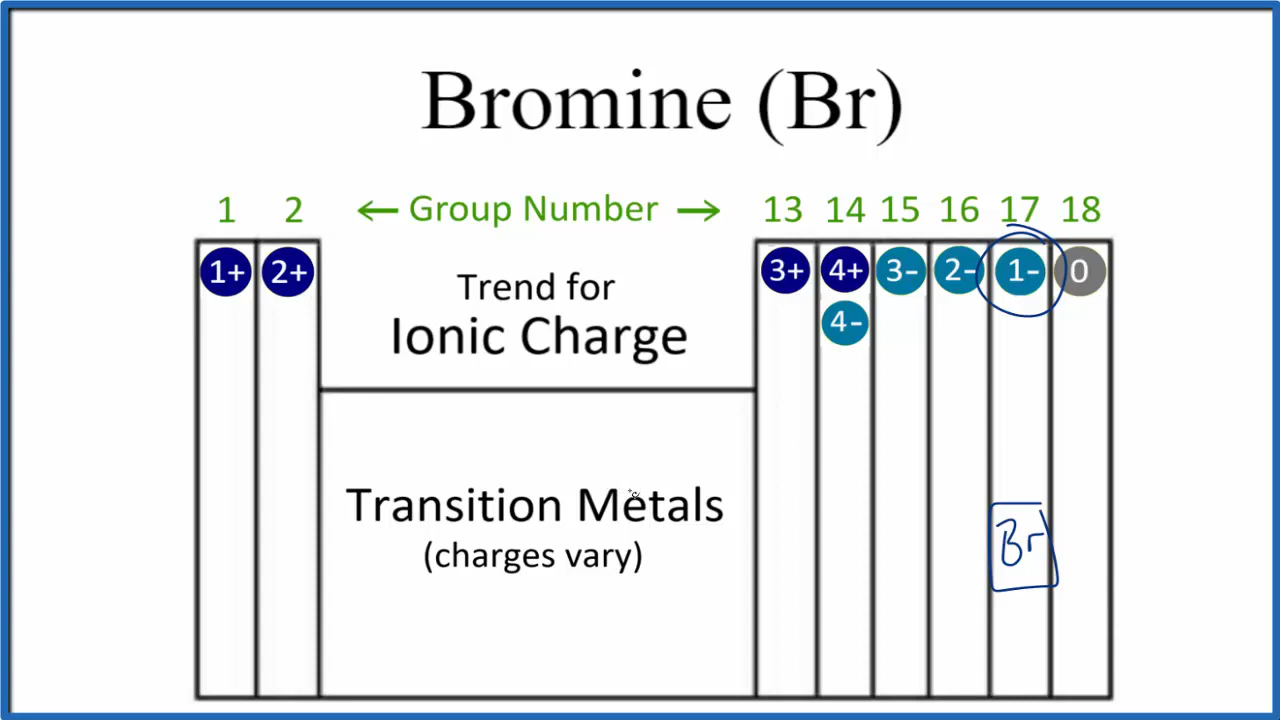 Bromine (Br)
1 2 ← Group Number → 13 14 15 16 17 18
1+ 2+ 3+ 4+ 3- 2- 1- 0
4-
Trend for
Ionic Charge
Transition Metals
(charges vary)
Br